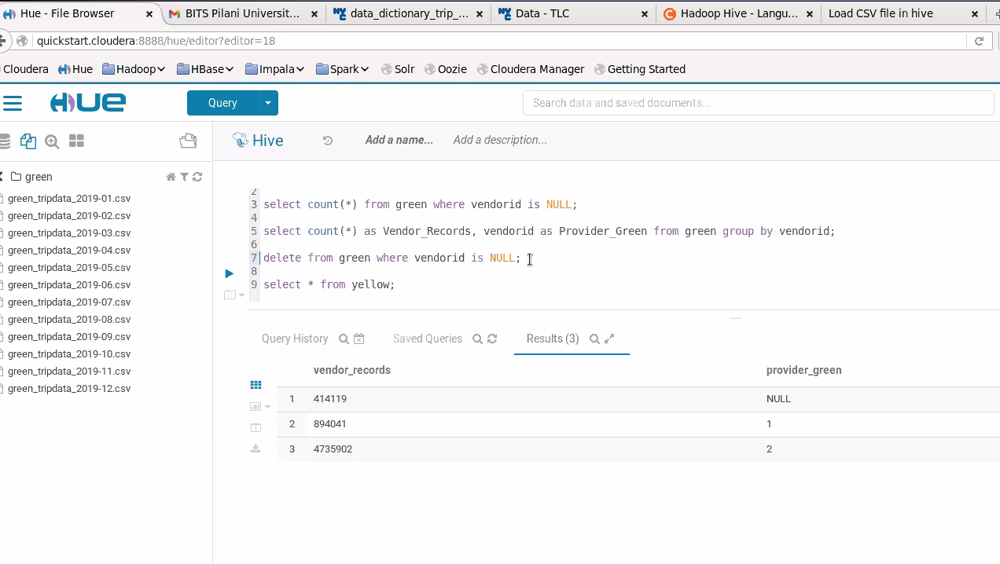 Hue - File Browser
BITS Pilani Universit...
data_dictionary_trip_...
Data - TLC
Hadoop Hive - Langu...
Load CSV file in hive
quickstart.cloudera:8888/hue/editor?editor=18
Cloudera
Hue
Hadoop
HBase
Impala
Spark
Solr
Oozie
Cloudera Manager
Getting Started
HUE
Query
Search data and saved documents...
Hive
Add a name...
Add a description...
green
green_tripdata_2019-01.csv
green_tripdata_2019-02.csv
green_tripdata_2019-03.csv
green_tripdata_2019-04.csv
green_tripdata_2019-05.csv
green_tripdata_2019-06.csv
green_tripdata_2019-07.csv
green_tripdata_2019-08.csv
green_tripdata_2019-09.csv
green_tripdata_2019-10.csv
green_tripdata_2019-11.csv
green_tripdata_2019-12.csv
2
3 select count(*) from green where vendorid is NULL;
4
5 select count(*) as Vendor_Records, vendorid as Provider_Green from green group by vendorid;
6
7 delete from green where vendorid is NULL;
8
9 select * from yellow;
Query History
Saved Queries
Results (3)
vendor_records provider_green
1 414119 NULL
2 894041 1
3 4735902 2